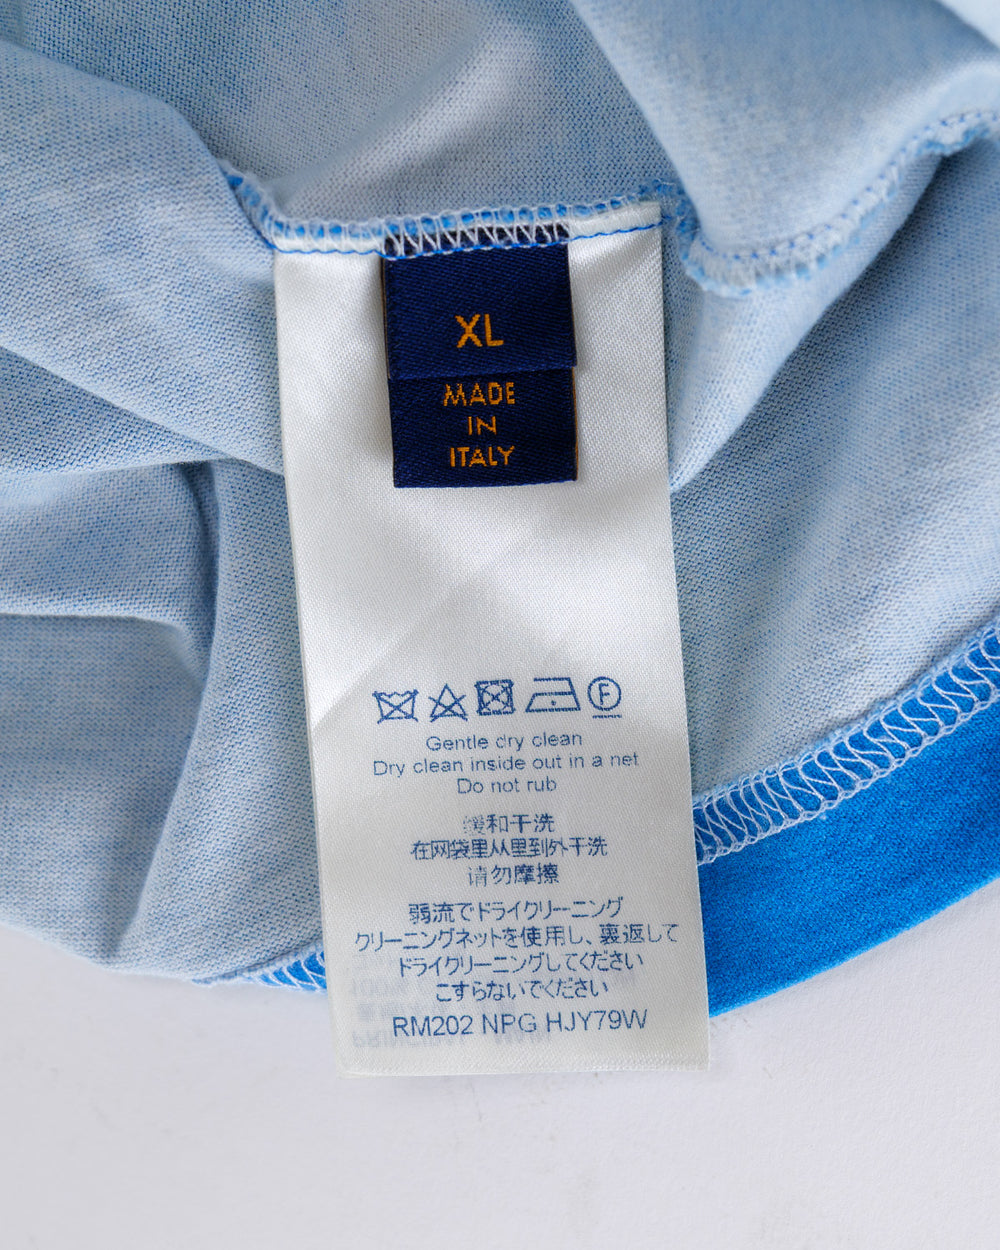 XL
MADE
IN
ITALY
F
Gentle dry clean
Dry clean inside out in a net
Do not rub
缓和干洗
在网袋里从里到外干洗
请勿摩擦
弱流でドライクリーニング
クリーニングネットを使用し、裏返して
ドライクリーニングしてください
こすらないでください
RM202 NPG HJY79W